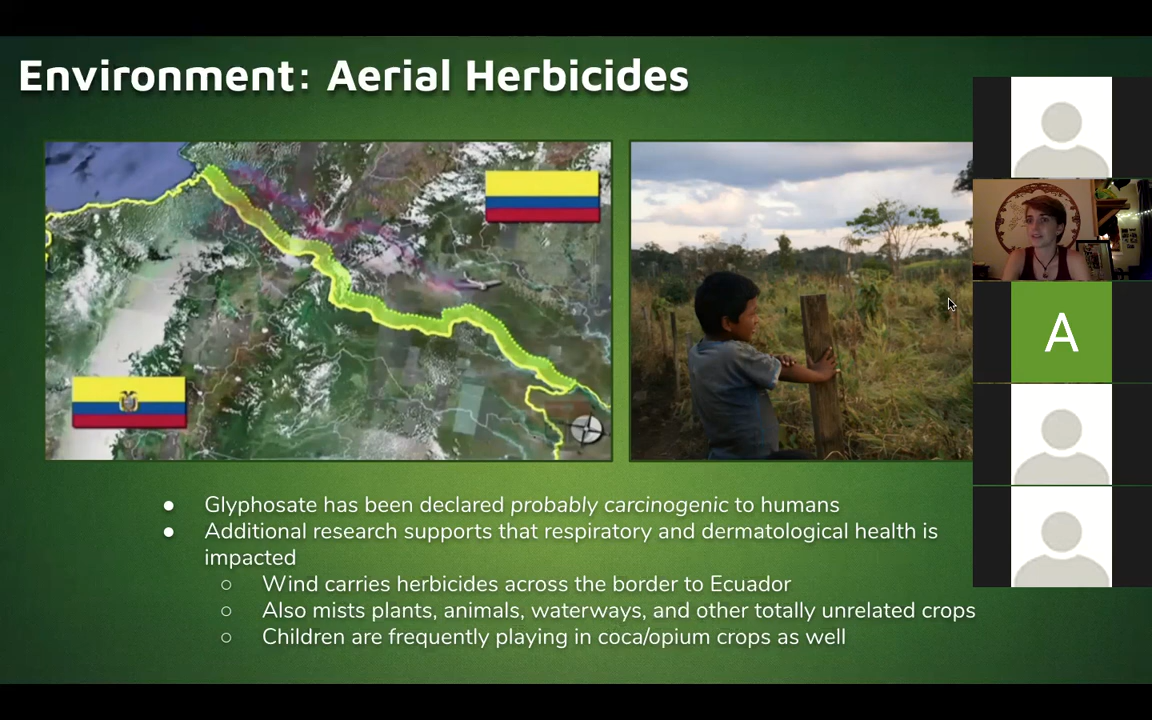 Environment: Aerial Herbicides
A
● Glyphosate has been declared probably carcinogenic to humans
● Additional research supports that respiratory and dermatological health is
impacted
○ Wind carries herbicides across the border to Ecuador
○ Also mists plants, animals, waterways, and other totally unrelated crops
○ Children are frequently playing in coca/opium crops as well